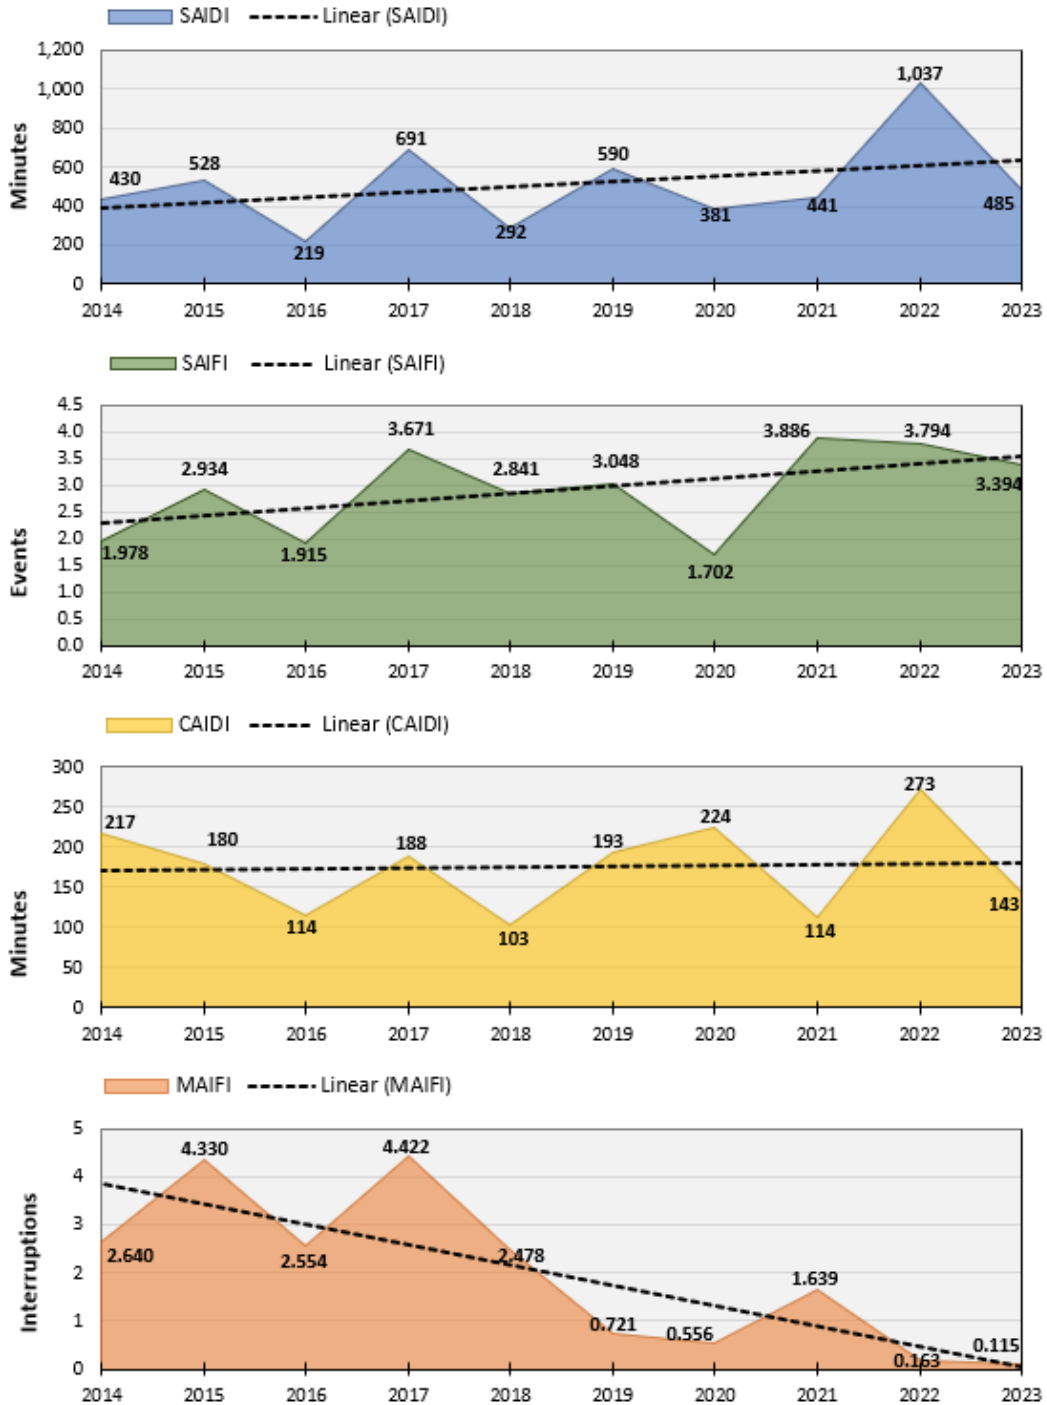 SAIDI Linear (SAIDI)
1,200
1,000
800
600
400
200
0
Minutes
430 528 219 691 292 590 381 441 1,037 485
2014 2015 2016 2017 2018 2019 2020 2021 2022 2023
SAIFI Linear (SAIFI)
4.5
4.0
3.5
3.0
2.5
2.0
1.5
1.0
0.5
0.0
Events
1.978 2.934 1.915 3.671 2.841 3.048 1.702 3.886 3.794 3.394
2014 2015 2016 2017 2018 2019 2020 2021 2022 2023
CAIDI Linear (CAIDI)
300
250
200
150
100
50
0
Minutes
217 180 114 188 103 193 224 114 273 143
2014 2015 2016 2017 2018 2019 2020 2021 2022 2023
MAIFI Linear (MAIFI)
5
4
3
2
1
0
Interruptions
2.640 4.330 2.554 4.422 2.478 0.721 0.556 1.639 0.163 0.115
2014 2015 2016 2017 2018 2019 2020 2021 2022 2023